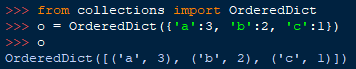 >>> from collections import OrderedDict
>>> o = OrderedDict({'a':3, 'b':2, 'c':1})
>>> o
OrderedDict([('a', 3), ('b', 2), ('c', 1)])